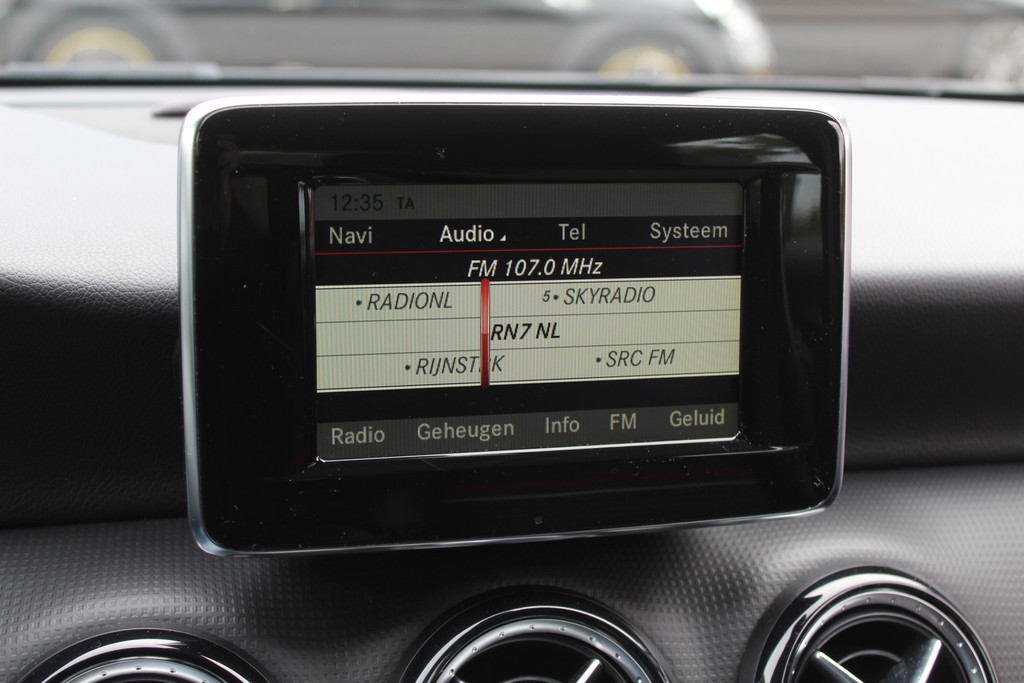 12:35 TA
Navi Audio Tel Systeem
FM 107.0 MHz
• RADIONL 5• SKYRADIO
RN7 NL
• RIJNSTRK • SRC FM
Radio Geheugen Info FM Geluid